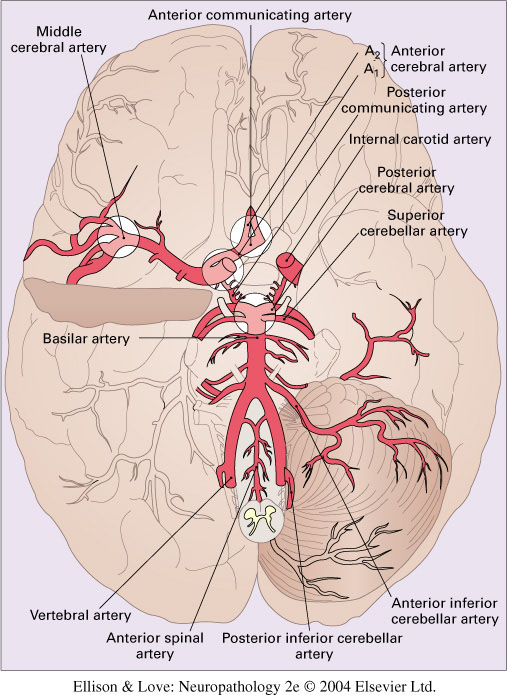 Anterior communicating artery
Middle
cerebral artery
A2
A1
Anterior
cerebral artery
Posterior
communicating artery
Internal carotid artery
Posterior
cerebral artery
Superior
cerebellar artery
Basilar artery
Vertebral artery
Anterior spinal
artery
Posterior inferior cerebellar
artery
Anterior inferior
cerebellar artery
Ellison & Love: Neuropathology 2e © 2004 Elsevier Ltd.